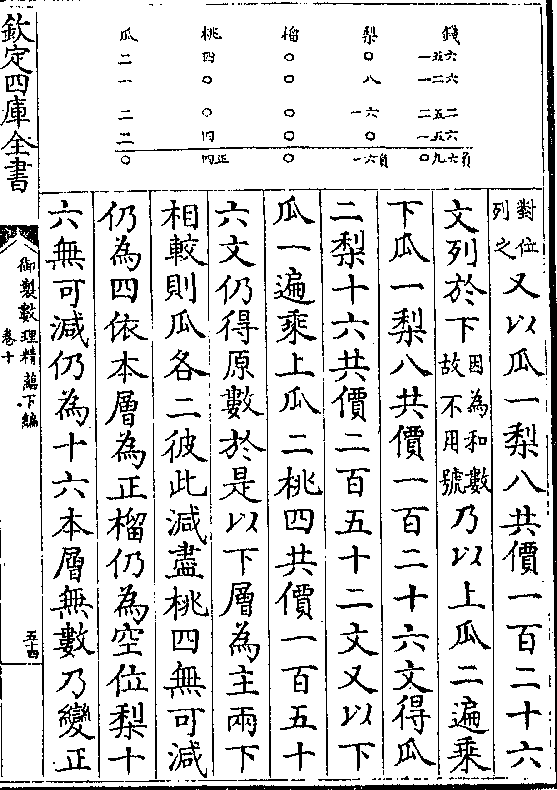 錢 一五六 一二六 二五二 一五六 〇九六負
梨 〇 八 一六 〇 一六負
榴 〇 〇 〇 〇 〇
桃 四 〇 〇 四 四正
瓜 二 一 二 二 〇
對位列之又以瓜一梨八共價一百二十六
文列於下因為和數故不用號乃以上瓜二遍乘
下瓜一梨八共價一百二十六文得瓜
二梨十六共價二百五十二文又以下
瓜一遍乘上瓜二桃四共價一百五十
六文仍得原數於是以下層為主兩下
相較則瓜各二彼此減盡桃四無可減
仍為四依本層為正榴仍為空位梨十
六無可減仍為十六本層無數乃變正
欽定四庫全書
御製數理精蘊下編
卷十
五十四